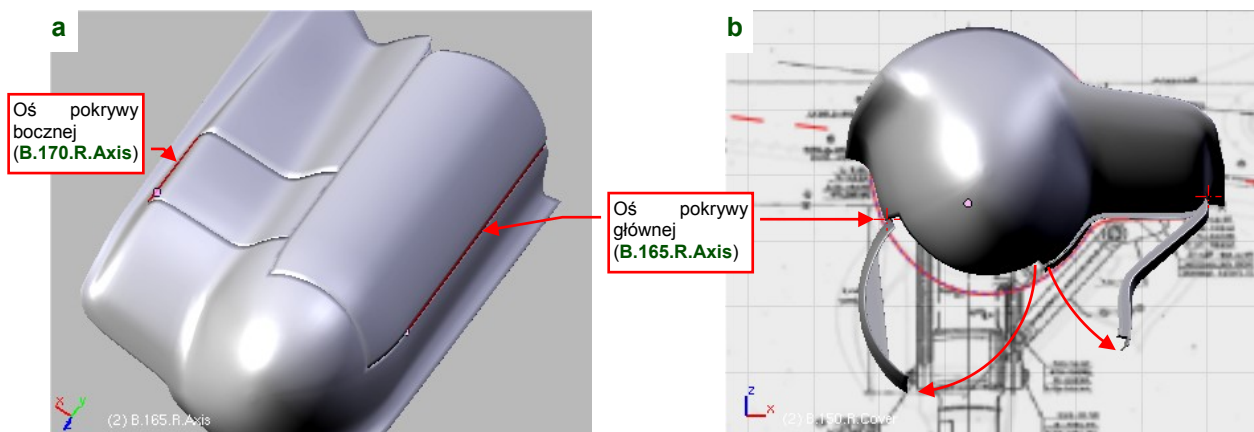 a
b
Oś pokrywy
bocznej
(B.170.R.Axis)
Oś pokrywy
głównej
(B.165.R.Axis)
x y
z
(2) B.165.R.Axis
z
x
(2) B.150.R.Cover